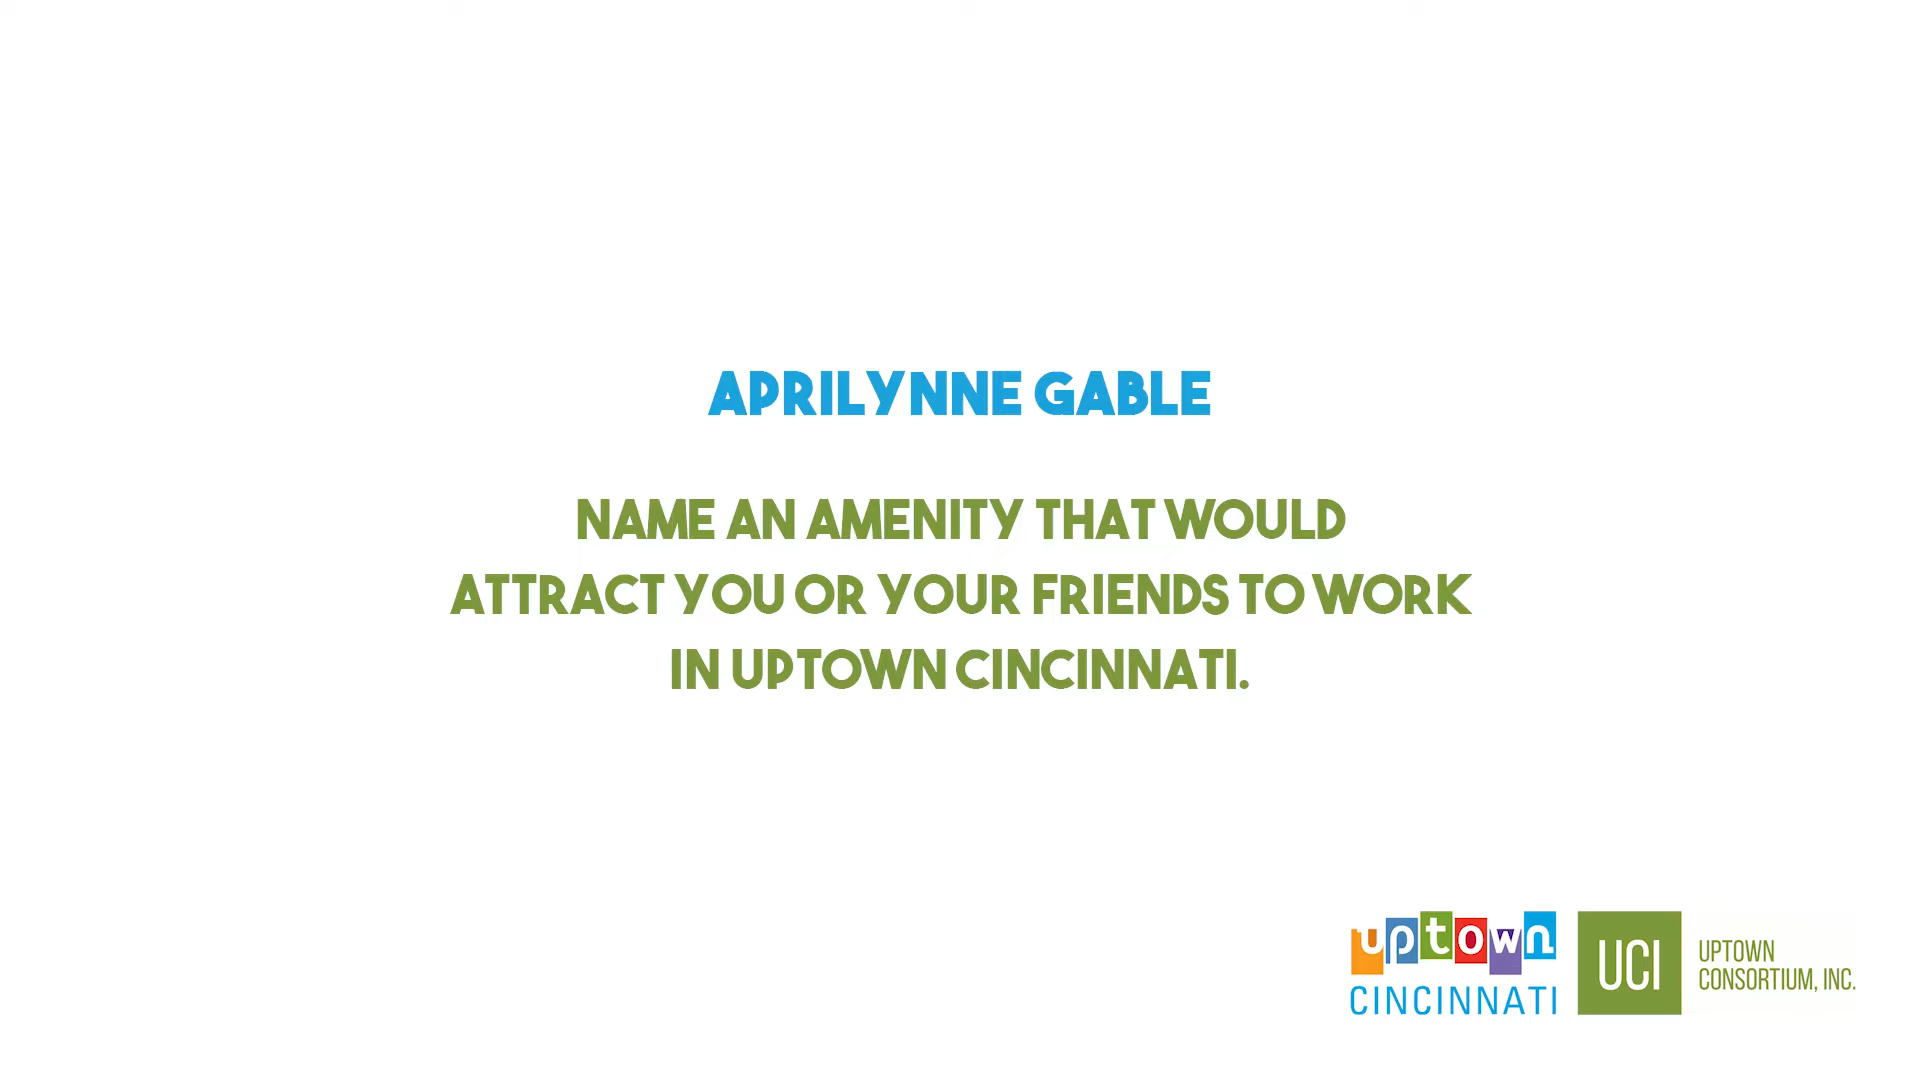 APRILYNNE GABLE
NAME AN AMENITY THAT WOULD
ATTRACT YOU OR YOUR FRIENDS TO WORK
IN UPTOWN CINCINNATI.
uptown
CINCINNATI
UCI
UPTOWN
CONSORTIUM, INC.